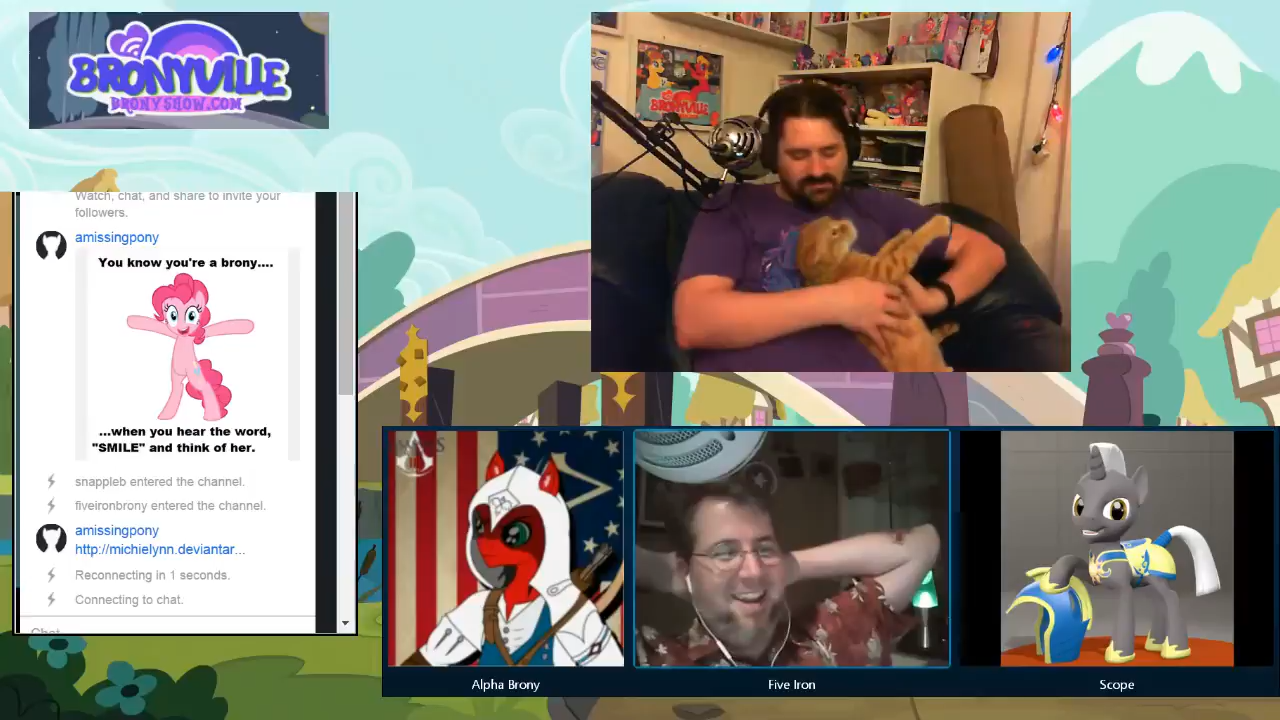 BRONYVILLE
BRONYSHOW.COM
BRONYVILLE
Watch, chat, and share to invite your
followers.
amissingpony
You know you're a brony....
...when you hear the word,
"SMILE" and think of her.
snappleb entered the channel.
fiveironbrony entered the channel.
amissingpony
http://michielynn.deviantar...
Reconnecting in 1 seconds.
Connecting to chat.
Chat
Alpha Brony
Five Iron
Scope